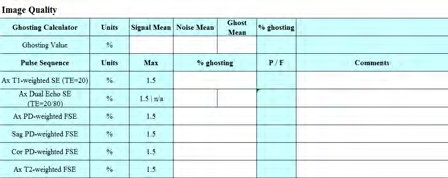 Image Quality
Ghosting Calculator Units Signal Mean Noise Mean Ghost Mean % ghosting
Ghosting Value %
Pulse Sequence Units Max % ghosting P / F Comments
Ax T1-weighted SE (TE=20) % 1.5
Ax Dual Echo SE (TE=20/80) % 1.5 | n/a
Ax PD-weighted FSE % 1.5
Sag PD-weighted FSE % 1.5
Cor PD-weighted FSE % 1.5
Ax T2-weighted FSE % 1.5